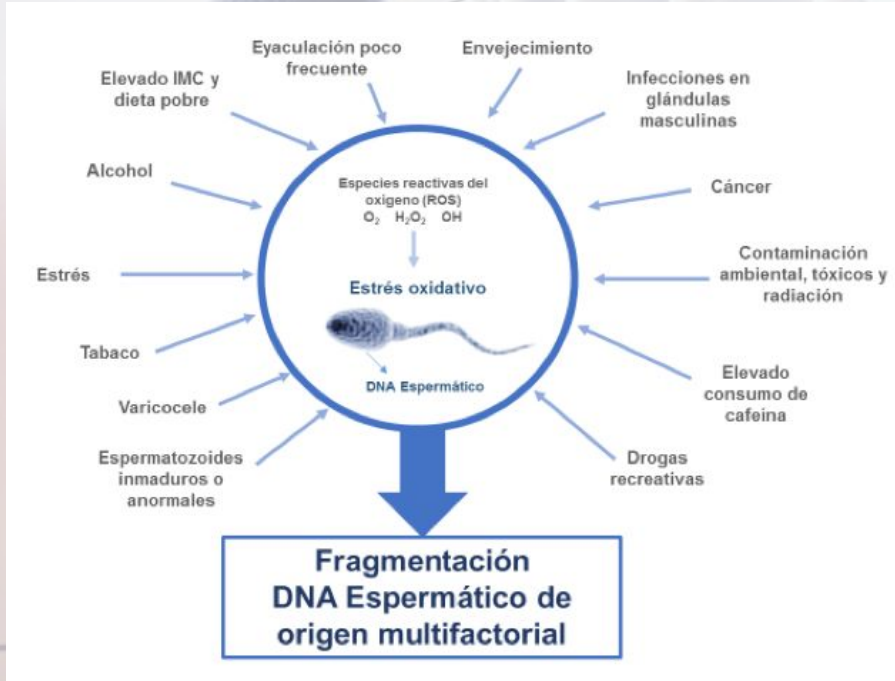 Eyaculación poco
frecuente
Envejecimiento
Elevado IMC y
dieta pobre
Infecciones en
glándulas
masculinas
Alcohol
Cáncer
Especies reactivas del
oxigeno (ROS)
O₂ H₂O₂ OH
Estrés oxidativo
DNA Espermático
Estrés
Contaminación
ambiental, tóxicos y
radiación
Tabaco
Elevado
consumo de
cafeína
Varicocele
Espermatozoides
inmaduros o
anormales
Drogas
recreativas
Fragmentación
DNA Espermático de
origen multifactorial